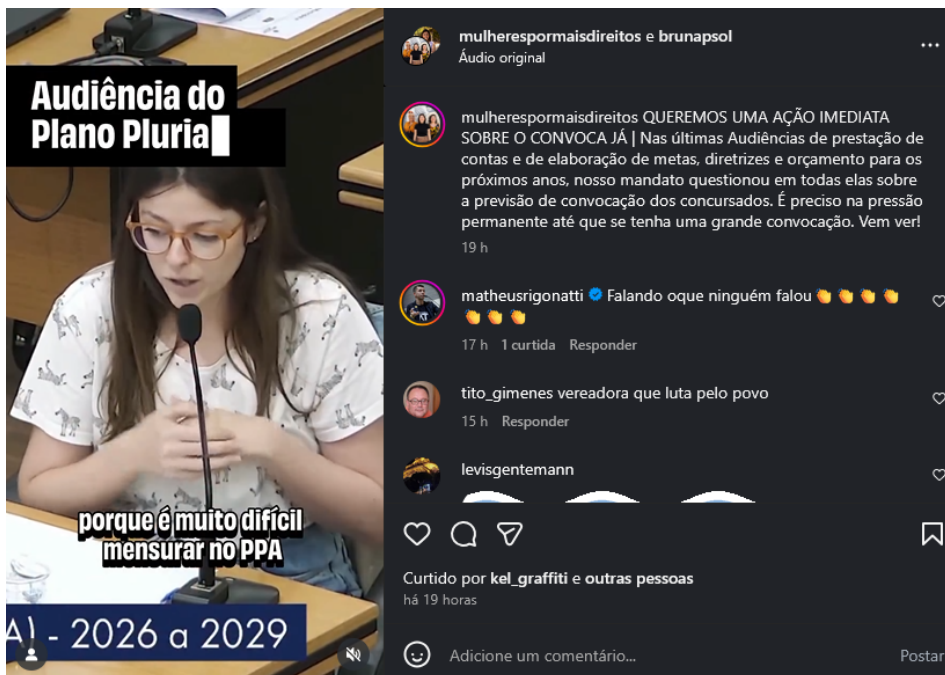 Audiência do
Plano Pluria
porque é muito difícil
mensurar no PPA
A) - 2026 a 2029
mulherespormaisdireitos e brunapsol
Áudio original
mulherespormaisdireitos QUEREMOS UMA AÇÃO IMEDIATA
SOBRE O CONVOCA JÁ | Nas últimas Audiências de prestação de
contas e de elaboração de metas, diretrizes e orçamento para os
próximos anos, nosso mandato questionou em todas elas sobre
a previsão de convocação dos concursados. É preciso na pressão
permanente até que se tenha uma grande convocação. Vem ver!
19 h
matheusrigonatti Falando oque ninguém falou 👏 👏 👏 👏
👏 👏 👏
17 h 1 curtida Responder
tito_gimenes vereadora que luta pelo povo
15 h Responder
levisgentemann
Curtido por kel_graffiti e outras pessoas
há 19 horas
Adicione um comentário...
Postar